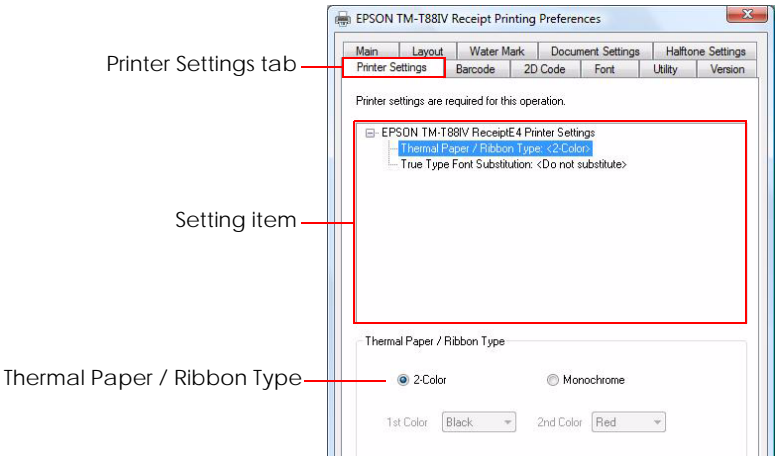 EPSON TM-T88IV Receipt Printing Preferences
Main Layout Water Mark Document Settings Halftone Settings
Printer Settings tab
Printer Settings Barcode 2D Code Font Utility Version
Printer settings are required for this operation.
EPSON TM-T88IV ReceiptE4 Printer Settings
Thermal Paper / Ribbon Type: <2-Color>
True Type Font Substitution: <Do not substitute>
Setting item
Thermal Paper / Ribbon Type
Thermal Paper / Ribbon Type
2-Color Monochrome
1st Color Black 2nd Color Red